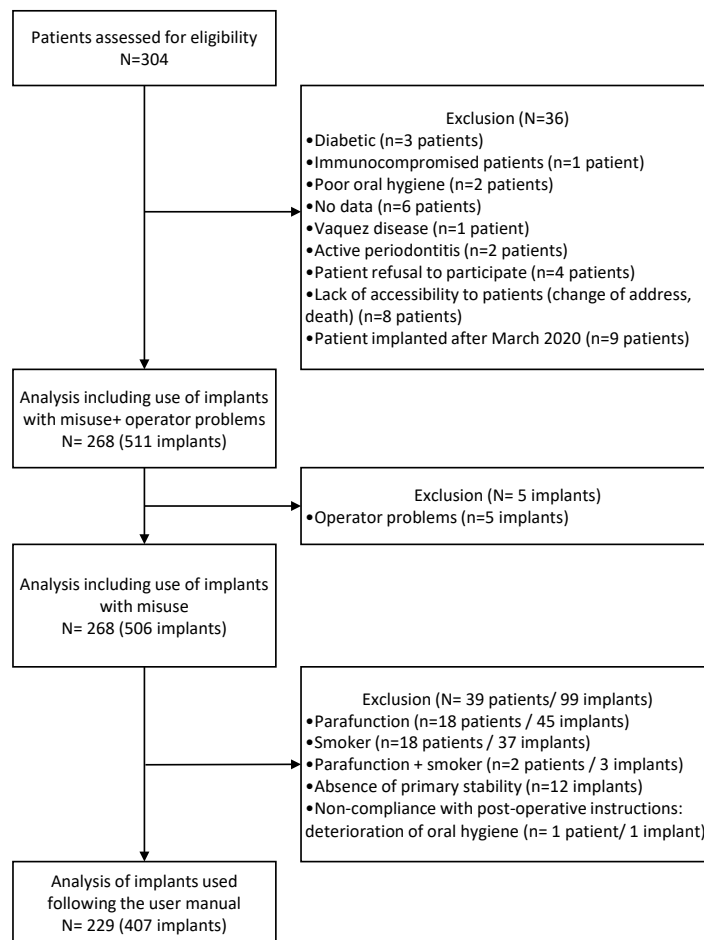 Patients assessed for eligibility
N=304
Exclusion (N=36)
•Diabetic (n=3 patients)
•Immunocompromised patients (n=1 patient)
•Poor oral hygiene (n=2 patients)
•No data (n=6 patients)
•Vaquez disease (n=1 patient)
•Active periodontitis (n=2 patients)
•Patient refusal to participate (n=4 patients)
•Lack of accessibility to patients (change of address,
death) (n=8 patients)
•Patient implanted after March 2020 (n=9 patients)
Analysis including use of implants
with misuse+ operator problems
N= 268 (511 implants)
Exclusion (N= 5 implants)
•Operator problems (n=5 implants)
Analysis including use of implants
with misuse
N= 268 (506 implants)
Exclusion (N= 39 patients/ 99 implants)
•Parafunction (n=18 patients / 45 implants)
•Smoker (n=18 patients / 37 implants)
•Parafunction + smoker (n=2 patients / 3 implants)
•Absence of primary stability (n=12 implants)
•Non-compliance with post-operative instructions:
deterioration of oral hygiene (n= 1 patient/ 1 implant)
Analysis of implants used
following the user manual
N= 229 (407 implants)